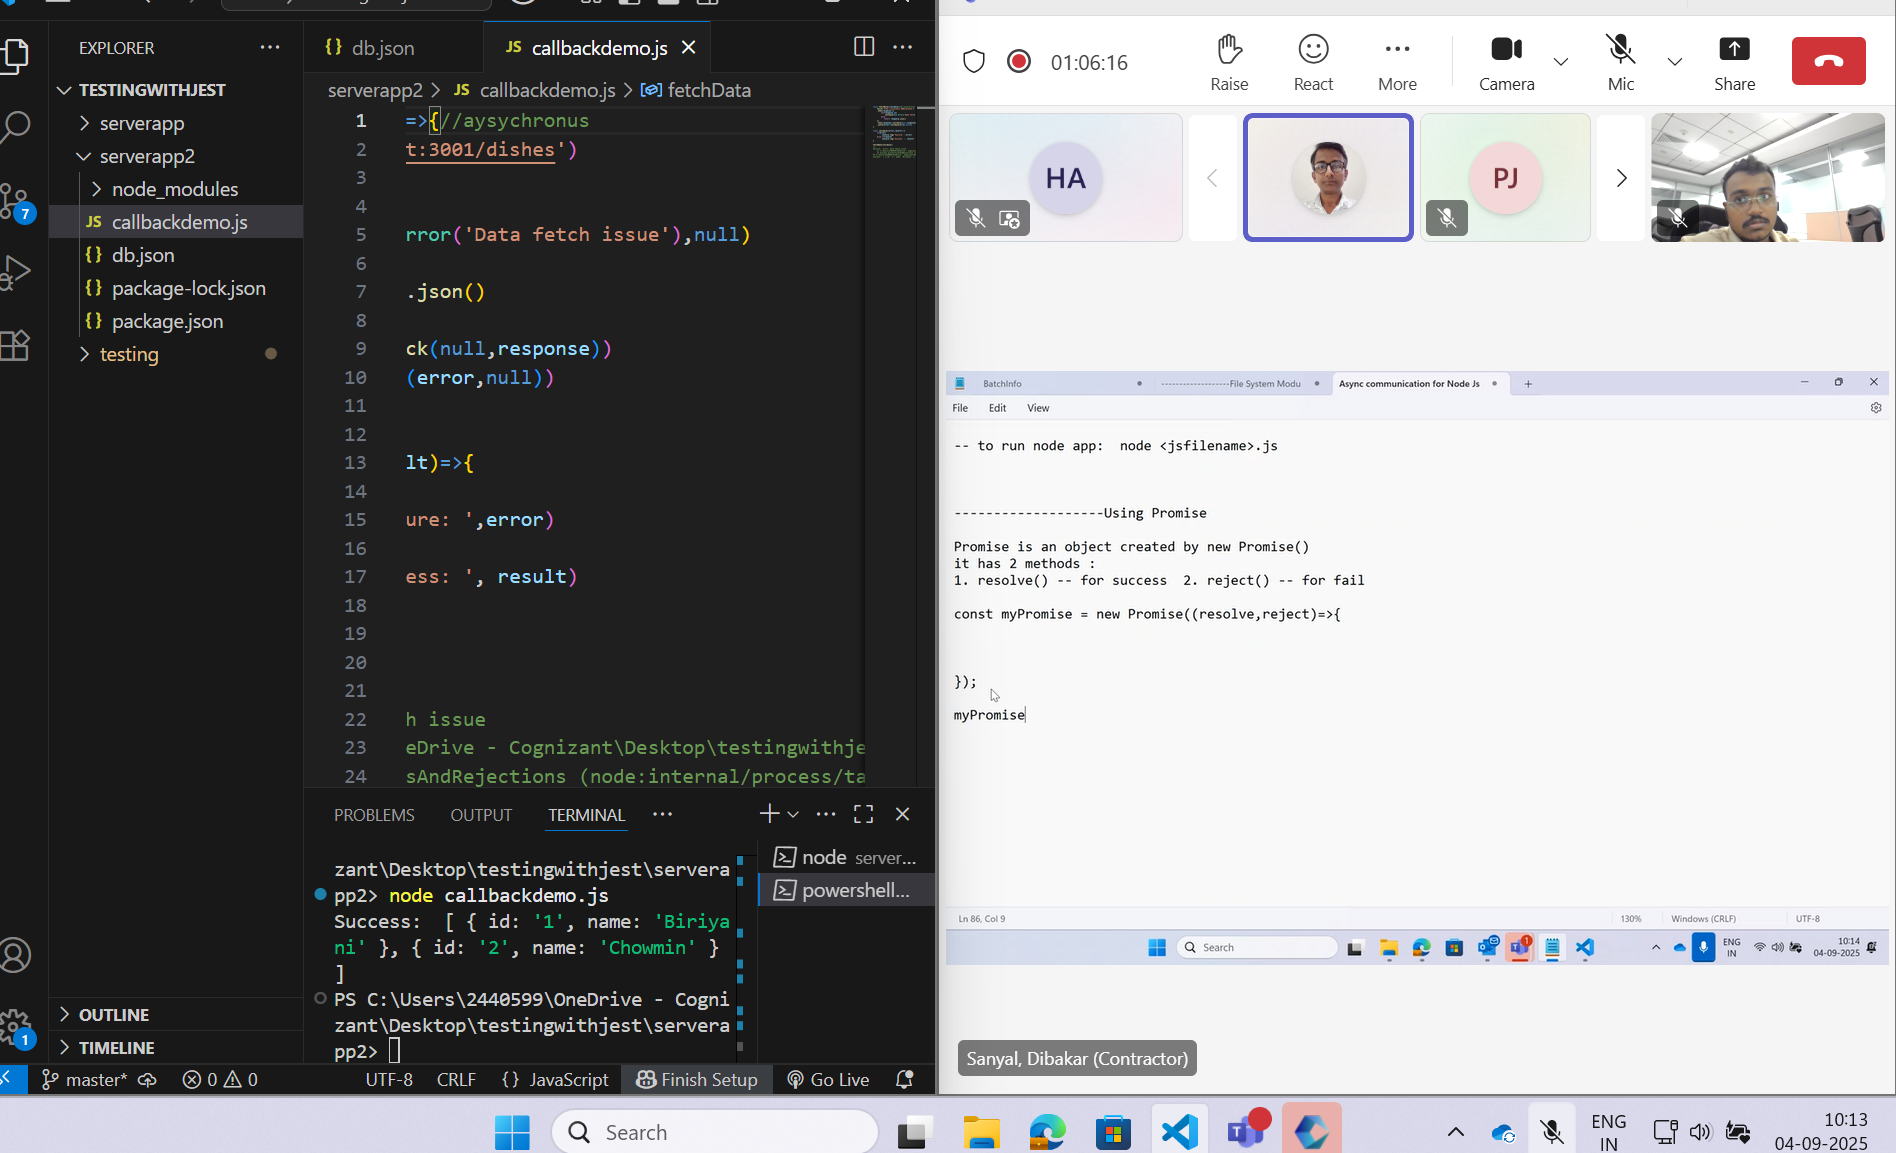 EXPLORER
TESTINGWITHJEST
serverapp
serverapp2
node_modules
JS callbackdemo.js
{} db.json
{} package-lock.json
{} package.json
testing
OUTLINE
TIMELINE
7
1
{} db.json
JS callbackdemo.js
serverapp2 > JS callbackdemo.js > fetchData
1 =>{//aysychronus
2 t:3001/dishes')
3
4
5 rror('Data fetch issue'),null)
6
7 .json()
8
9 ck(null,response))
10 (error,null))
11
12
13 lt)=>{
14
15 ure: ',error)
16
17 ess: ', result)
18
19
20
21
22 h issue
23 eDrive - Cognizant\Desktop\testingwithje
24 sAndRejections (node:internal/process/ta
PROBLEMS OUTPUT TERMINAL
zant\Desktop\testingwithjest\servera
pp2> node callbackdemo.js
Success:  [ { id: '1', name: 'Biriya
ni' }, { id: '2', name: 'Chowmin' }
]
PS C:\Users\2440599\OneDrive - Cogni
zant\Desktop\testingwithjest\servera
pp2>
node server...
powershell...
master* 0 0 UTF-8 CRLF {} JavaScript Finish Setup Go Live
01:06:16
Raise React More Camera Mic Share
HA
PJ
BatchInfo
-------------------File System Modu
Async communication for Node Js
File Edit View
-- to run node app:  node <jsfilename>.js
-------------------Using Promise
Promise is an object created by new Promise()
it has 2 methods :
1. resolve() -- for success  2. reject() -- for fail
const myPromise = new Promise((resolve,reject)=>{
});
myPromise
Ln 86, Col 9 130% Windows (CRLF) UTF-8
Search
1
ENG
IN
10:14
04-09-2025
Sanyal, Dibakar (Contractor)
Search
ENG
IN
10:13
04-09-2025